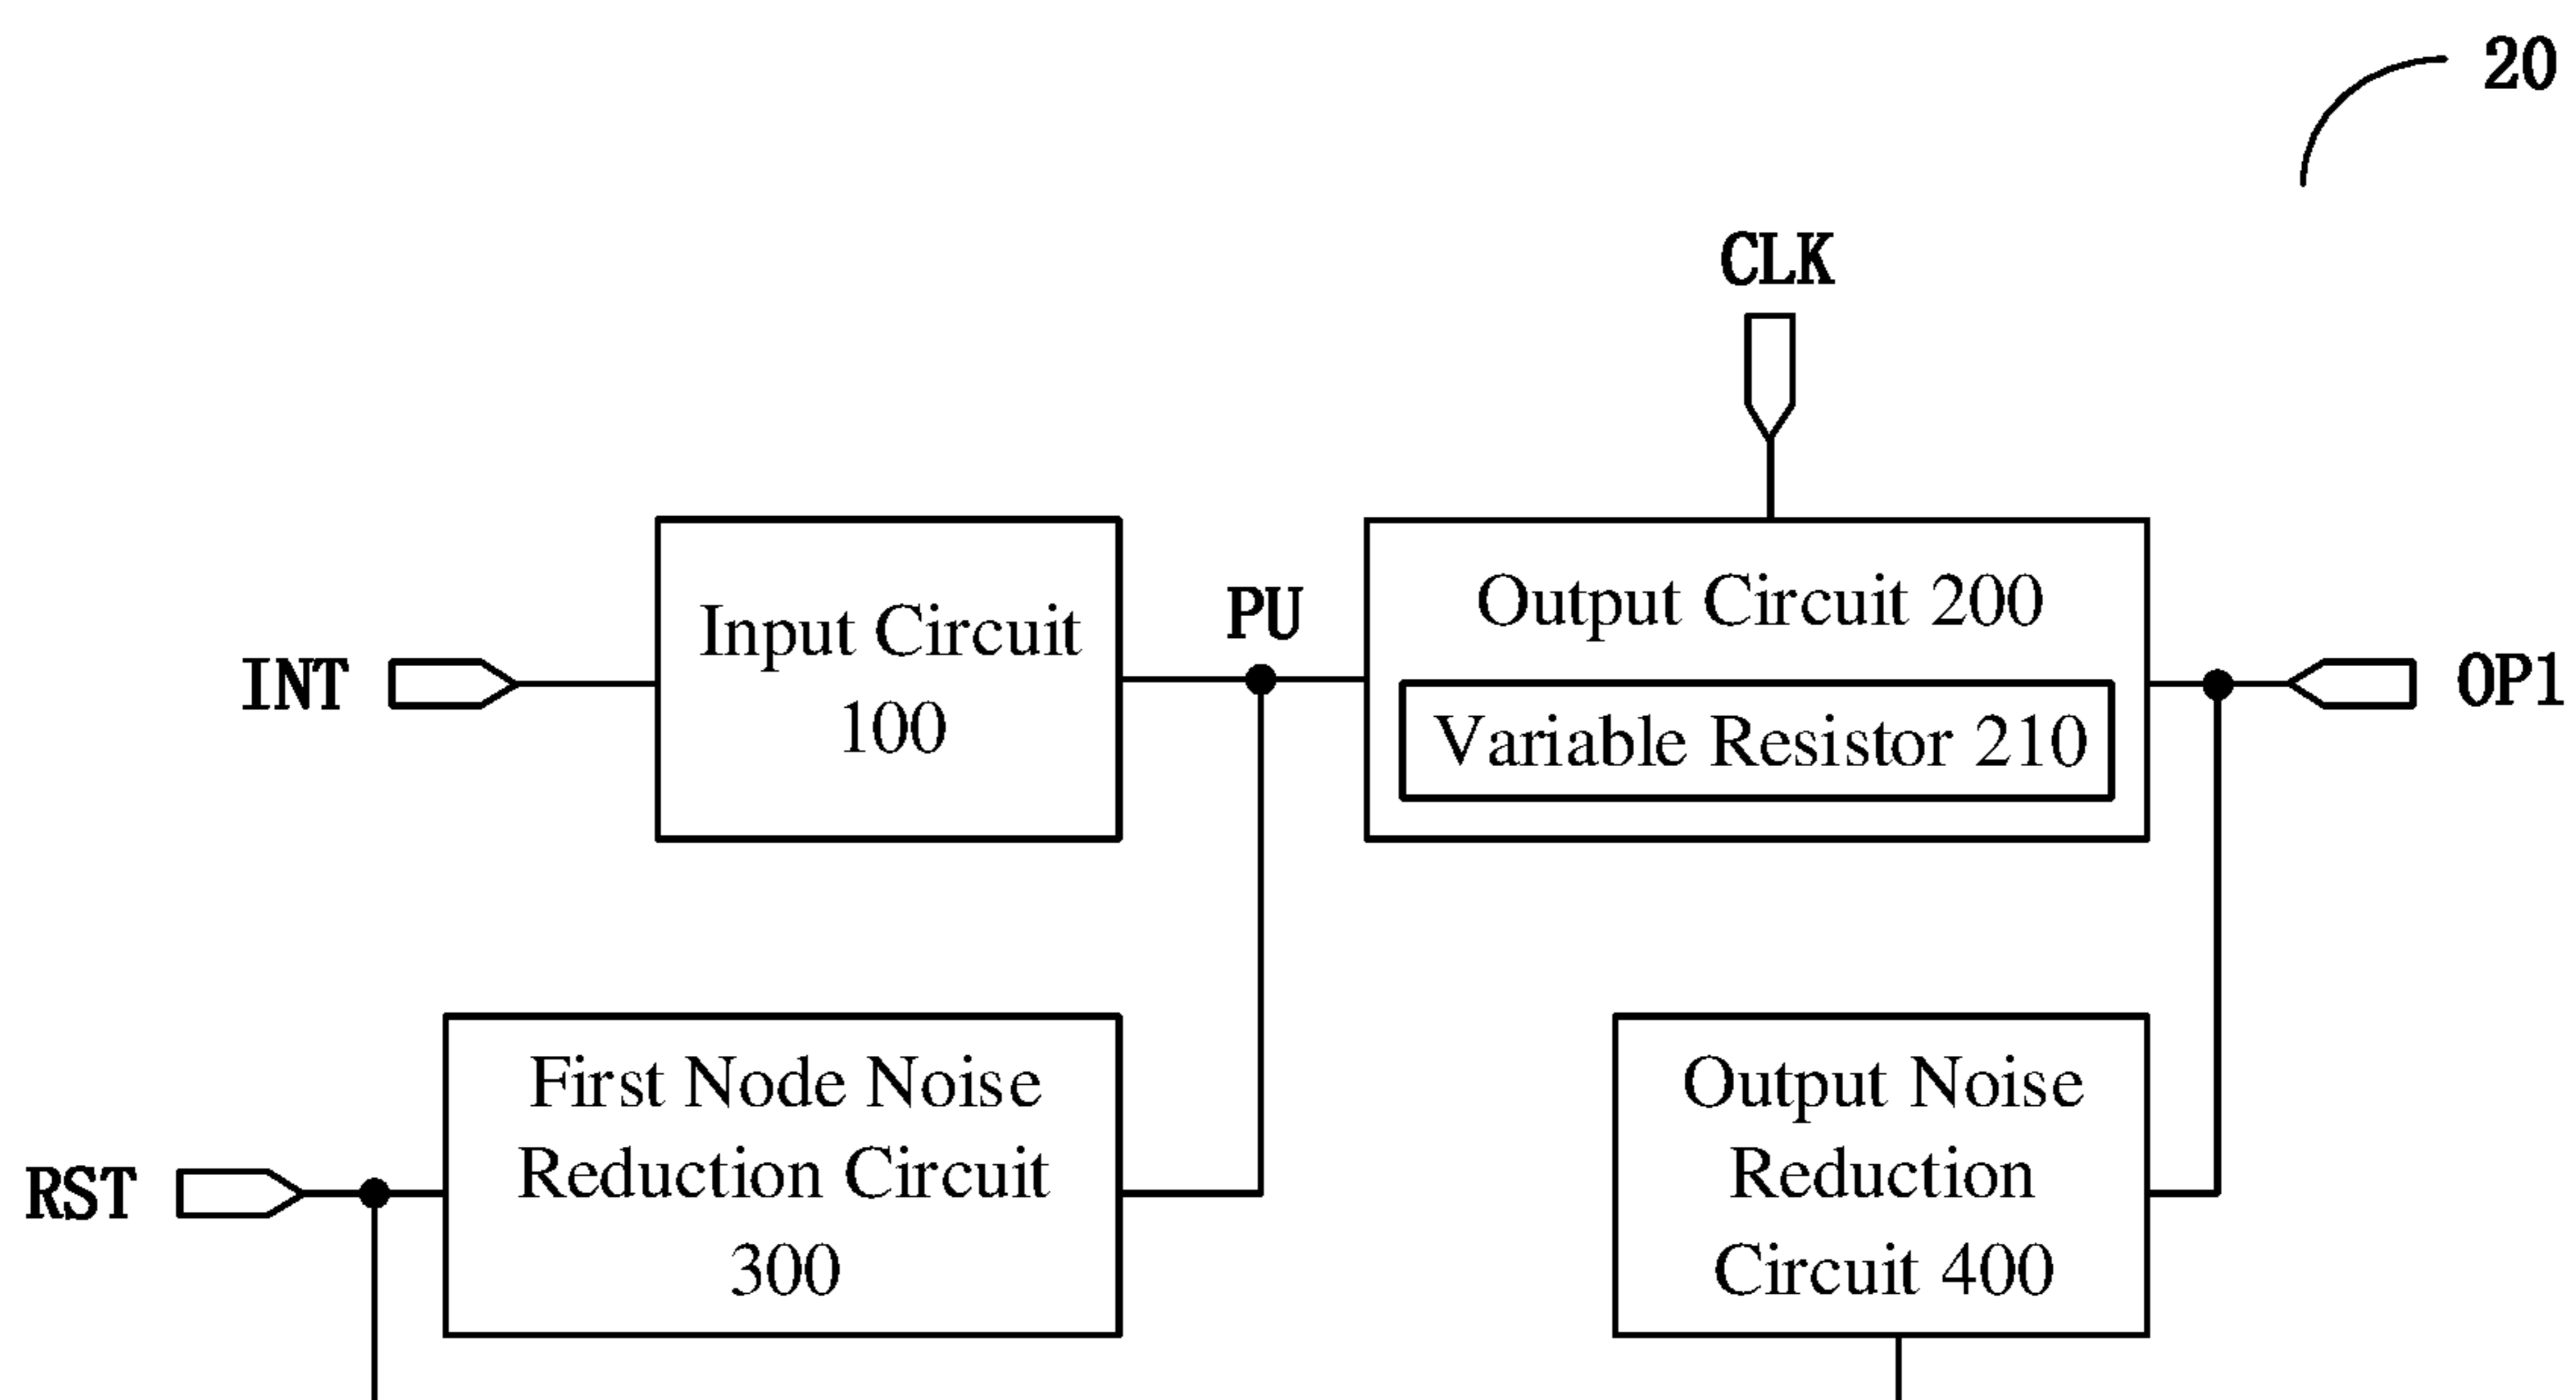 20
CLK
Input Circuit
100
PU
Output Circuit 200
Variable Resistor 210
INT
OP1
First Node Noise
Reduction Circuit
300
Output Noise
Reduction
Circuit 400
RST